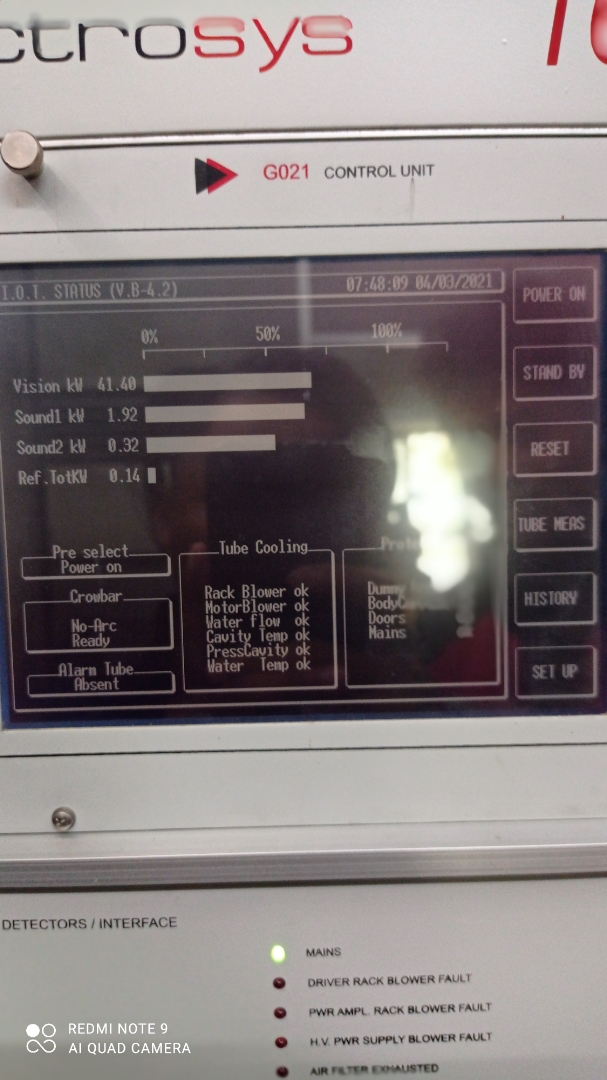 ctrosys
G021 CONTROL UNIT
I.O.T. STATUS (V.B-4.2) 07:48:09 04/03/2021
POWER ON
0% 50% 100%
STAND BY
Vision kW 41.40
Sound1 kW 1.92
Sound2 kW 0.32
RESET
Ref.TotKW 0.14
TUBE MEAS
Pre select
Power on
Tube Cooling
Crowbar
No-Arc
Ready
Rack Blower ok
MotorBlower ok
Water flow ok
Cavity Temp ok
PressCavity ok
Water Temp ok
Doors
Mains
HISTORY
Alarm Tube
Absent
SET UP
DETECTORS / INTERFACE
MAINS
DRIVER RACK BLOWER FAULT
PWR AMPL. RACK BLOWER FAULT
H.V. PWR SUPPLY BLOWER FAULT
AIR FILTER EXHAUSTED
REDMI NOTE 9
AI QUAD CAMERA